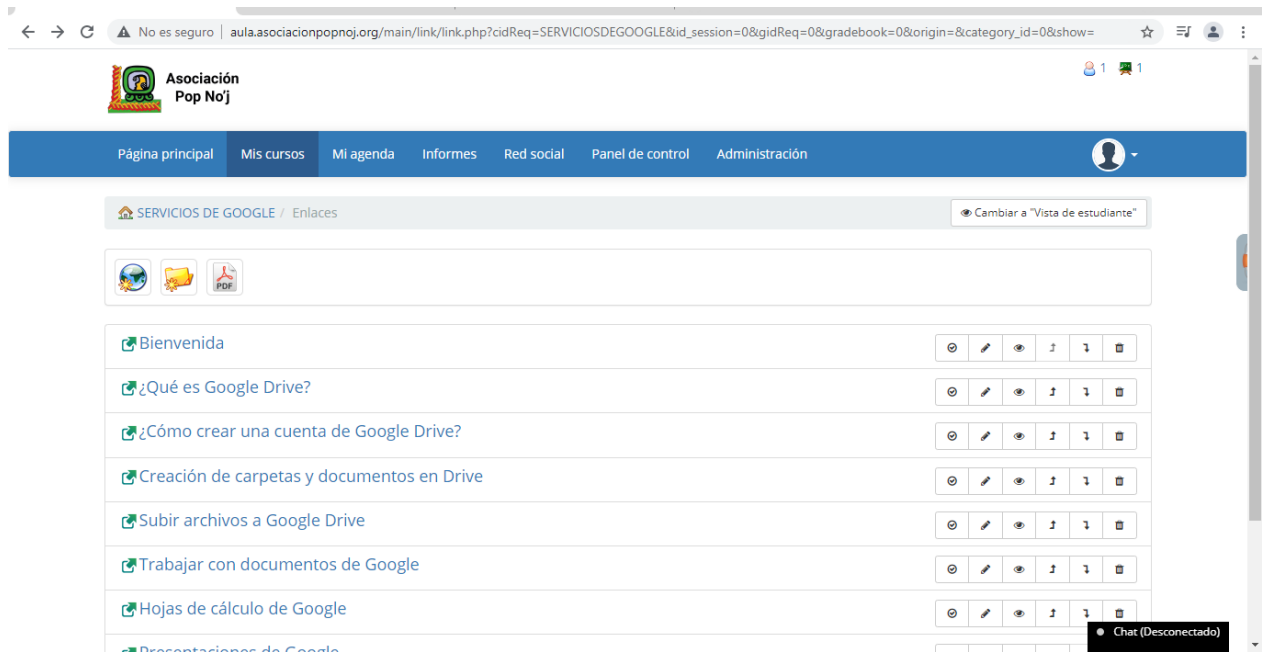 No es seguro | aula.asociacionpopnoj.org/main/link/link.php?cidReq=SERVICIOSDEGOOGLE&id_session=0&gidReq=0&gradebook=0&origin=&category_id=0&show=
Asociación
Pop No'j
1 1
Página principal Mis cursos Mi agenda Informes Red social Panel de control Administración
SERVICIOS DE GOOGLE / Enlaces
Cambiar a "Vista de estudiante"
PDF
Bienvenida
¿Qué es Google Drive?
¿Cómo crear una cuenta de Google Drive?
Creación de carpetas y documentos en Drive
Subir archivos a Google Drive
Trabajar con documentos de Google
Hojas de cálculo de Google
Chat (Desconectado)
Presentaciones de Google